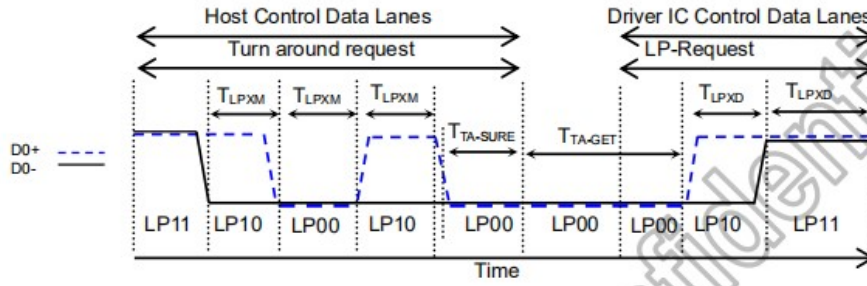 Host Control Data Lanes
Driver IC Control Data Lanes
Turn around request
LP-Request
TLPXM TLPXM TLPXM TLPXD TLPXD
TTA-SURE TTA-GET
D0+
D0-
LP11 LP10 LP00 LP10 LP00 LP00 LP00 LP10 LP11
Time